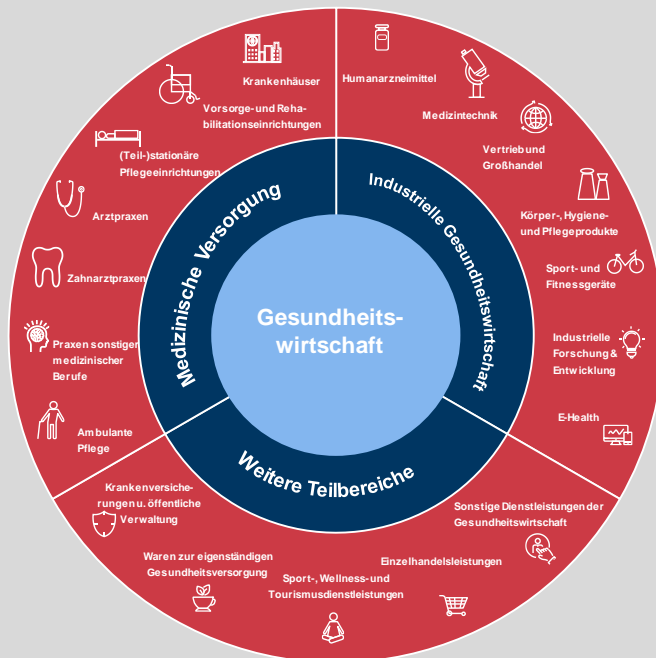 Gesundheits-
wirtschaft
Medizinische Versorgung
Industrielle Gesundheitswirtschaft
Weitere Teilbereiche
Krankenhäuser
Vorsorge- und Reha-
bilitationseinrichtungen
(Teil-)stationäre
Pflegeeinrichtungen
Arztpraxen
Zahnarztpraxen
Praxen sonstiger
medizinischer
Berufe
Ambulante
Pflege
Humanarzneimittel
Medizintechnik
Vertrieb und
Großhandel
Körper-, Hygiene-
und Pflegeprodukte
Sport- und
Fitnessgeräte
Industrielle
Forschung &
Entwicklung
E-Health
Krankenversiche-
rungen u. öffentliche
Verwaltung
Waren zur eigenständigen
Gesundheitsversorgung
Sport-, Wellness- und
Tourismusdienstleistungen
Einzelhandelsleistungen
Sonstige Dienstleistungen der
Gesundheitswirtschaft